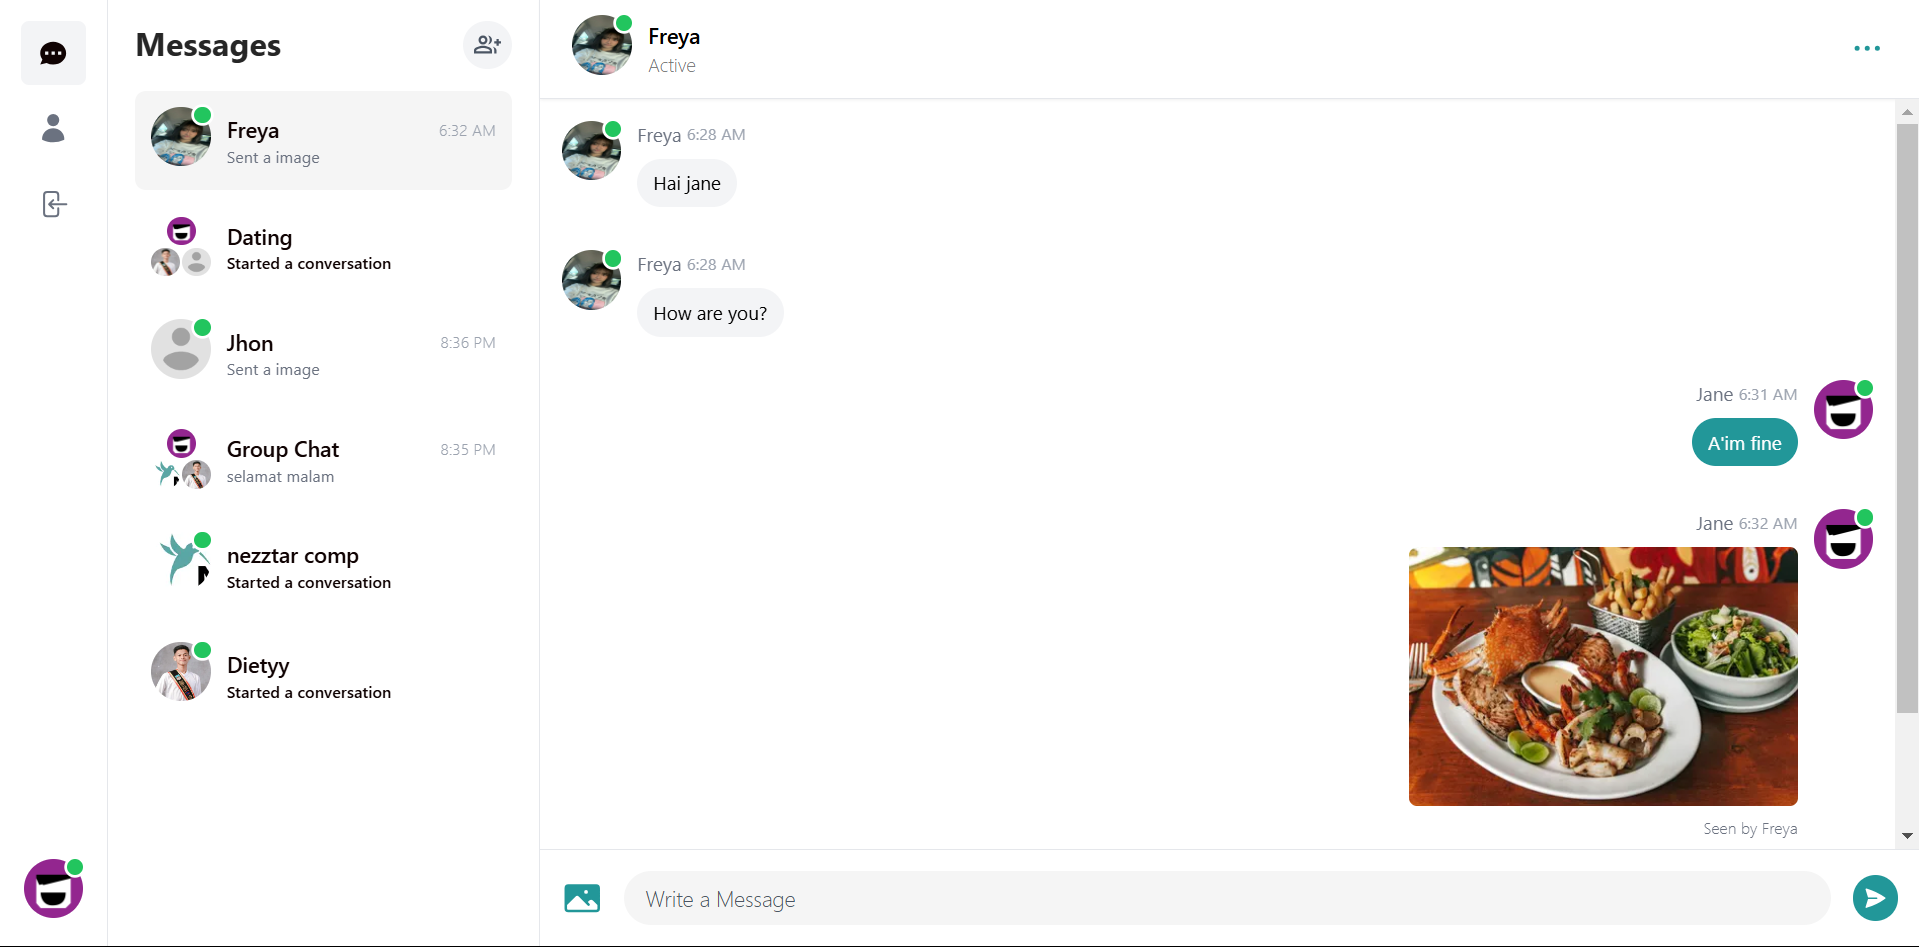 Messages
Freya
6:32 AM
Sent a image
Dating
Started a conversation
Jhon
8:36 PM
Sent a image
Group Chat
8:35 PM
selamat malam
nezztar comp
Started a conversation
Dietyy
Started a conversation
Freya
Active
Freya 6:28 AM
Hai jane
Freya 6:28 AM
How are you?
Jane 6:31 AM
A'im fine
Jane 6:32 AM
Seen by Freya
Write a Message